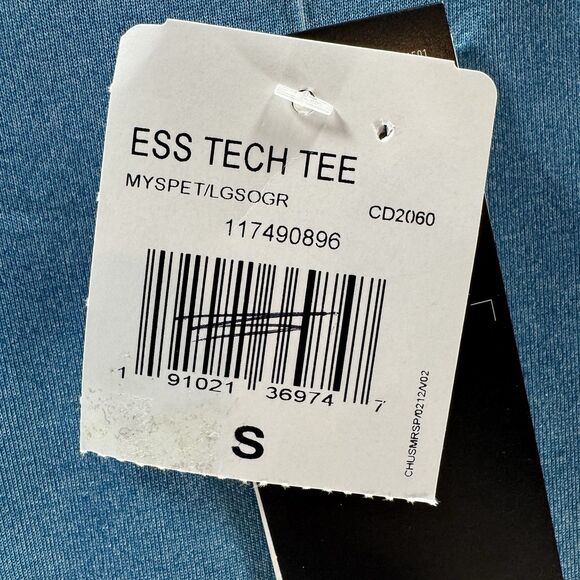 ESS TECH TEE
MYSPET/LGSOGR
CD2060
117490896
1 91021 36974 7
S
CHUSMRSP/0212/V02